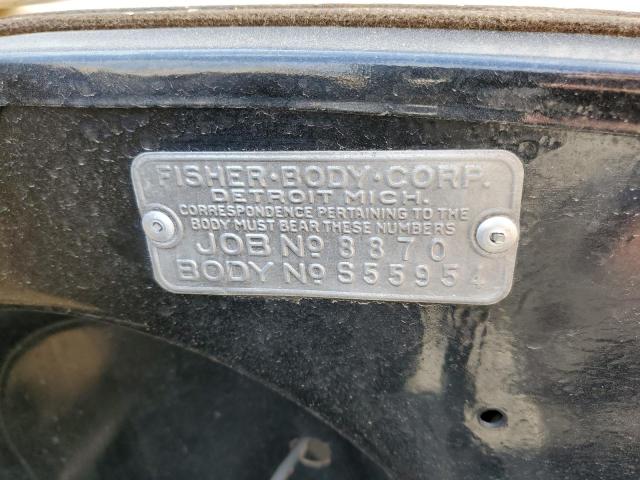 FISHER·BODY·CORP.
DETROIT MICH.
CORRESPONDENCE PERTAINING TO THE
BODY MUST BEAR THESE NUMBERS
JOB Nº 8870
BODY Nº S55954